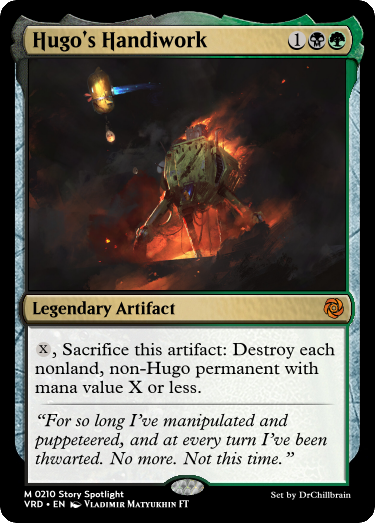 Hugo's Handiwork 1
Legendary Artifact
X, Sacrifice this artifact: Destroy each
nonland, non-Hugo permanent with
mana value X or less.
“For so long I've manipulated and
puppeteered, and at every turn I've been
thwarted. No more. Not this time.”
M 0210 Story Spotlight
VRD • EN Vladimir Matyukhin FT
Set by DrChillbrain